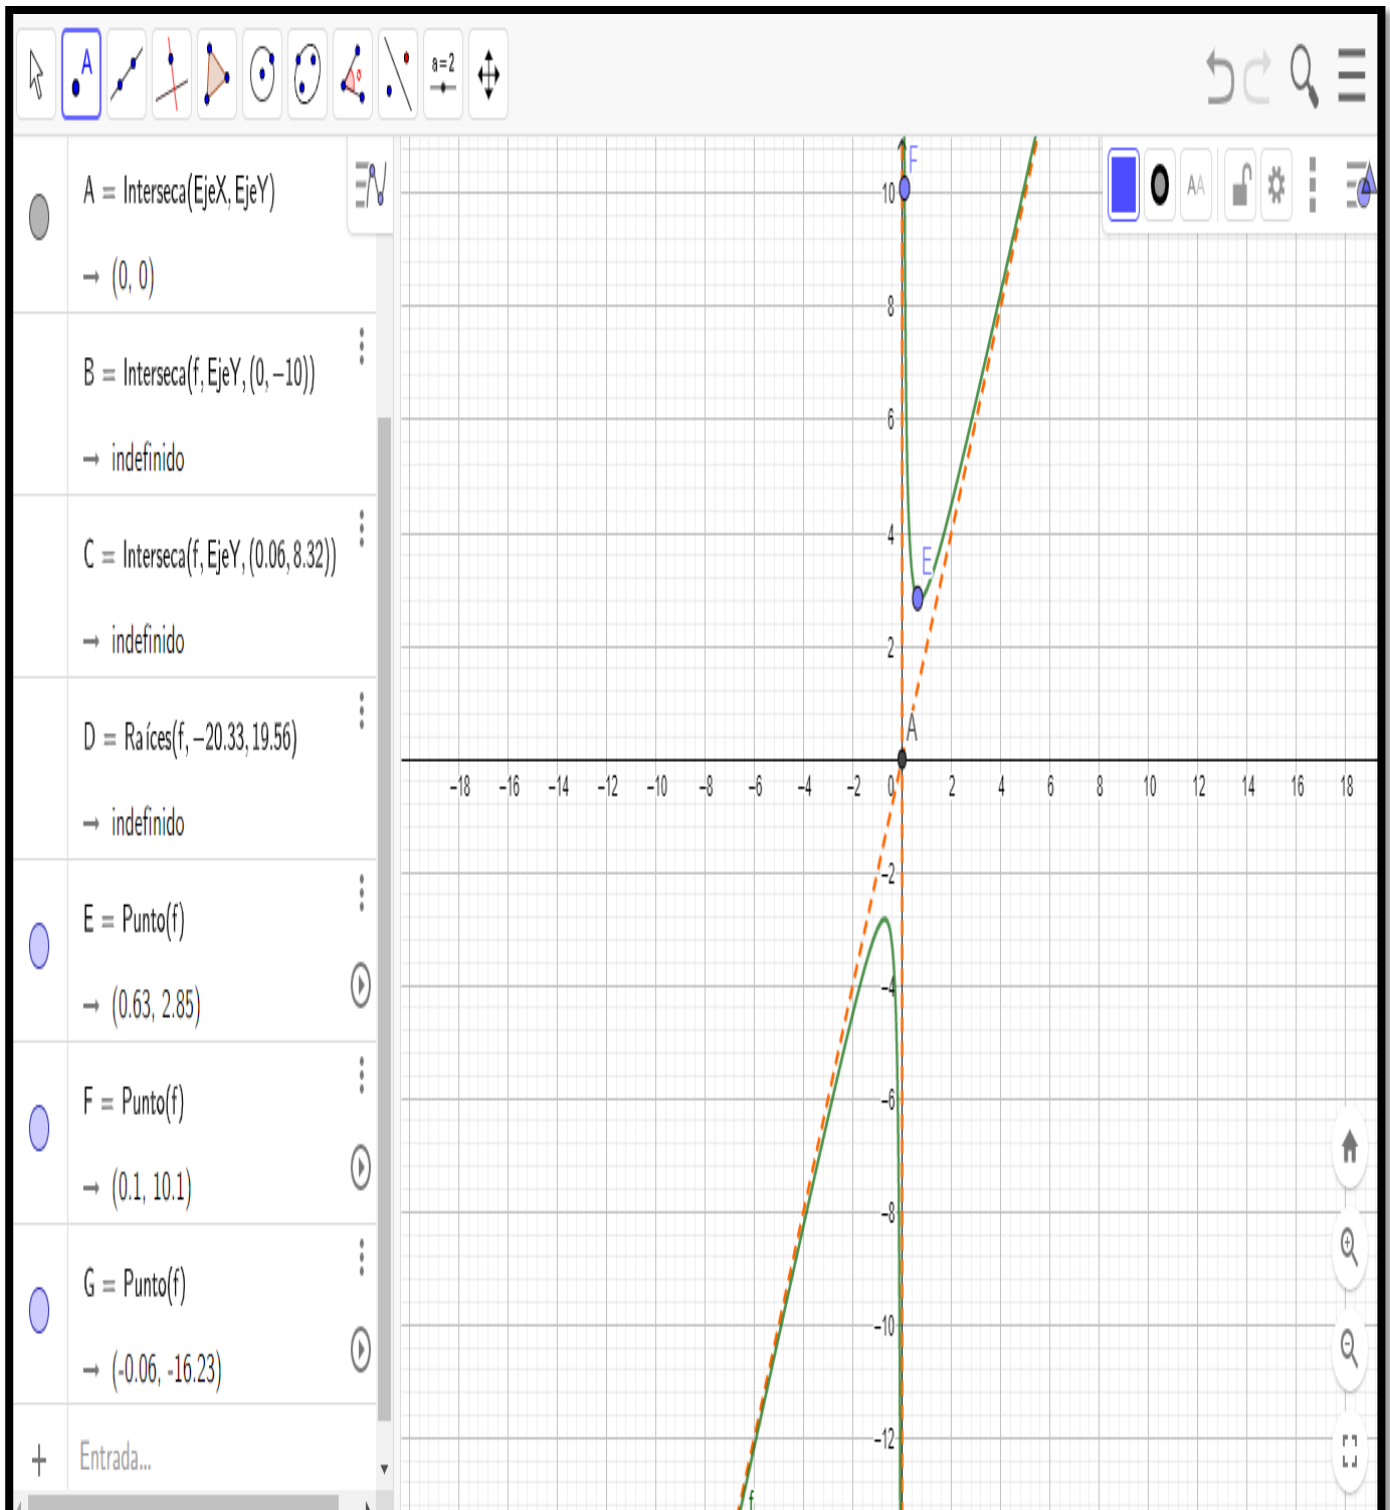 A
a=2
A = Interseca(EjeX, EjeY)
→ (0, 0)
B = Interseca(f, EjeY, (0, −10))
→ indefinido
C = Interseca(f, EjeY, (0.06, 8.32))
→ indefinido
D = Raíces(f, −20.33, 19.56)
→ indefinido
E = Punto(f)
→ (0.63, 2.85)
F = Punto(f)
→ (0.1, 10.1)
G = Punto(f)
→ (-0.06, -16.23)
Entrada...
AA
F
10
8
6
4
E
2
A
−18 −16 −14 −12 −10 −8 −6 −4 −2 0 2 4 6 8 10 12 14 16 18
−2
−4
−6
−8
−10
−12
f